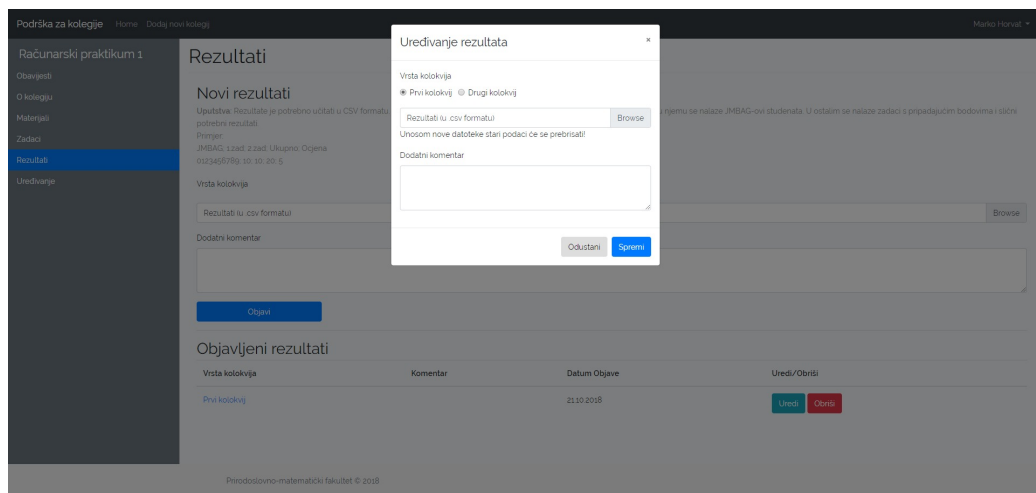 Podrška za kolegije Home Dodaj novi kolegij Marko Horvat
Računarski praktikum 1
Obavijesti
O kolegiju
Materijali
Zadaci
Rezultati
Uređivanje
Rezultati
Novi rezultati
Uputstva: Rezultate je potrebno učitati u CSV formatu. u njemu se nalaze JMBAG-ovi studenata. U ostalim se nalaze zadaci s pripadajućim bodovima i slični
potrebni rezultati.
Primjer:
JMBAG; 1.zad; 2.zad; Ukupno; Ocjena
0123456789; 10; 10; 20; 5
Vrsta kolokvija
Rezultati (u .csv formatu) Browse
Dodatni komentar
Objavi
Objavljeni rezultati
Vrsta kolokvija Komentar Datum Objave Uredi/Obriši
Prvi kolokvij 21.10.2018 Uredi Obriši
Prirodoslovno-matematički fakultet © 2018
Uređivanje rezultata ×
Vrsta kolokvija
Prvi kolokvij Drugi kolokvij
Rezultati (u .csv formatu) Browse
Unosom nove datoteke stari podaci će se prebrisati!
Dodatni komentar
Odustani Spremi